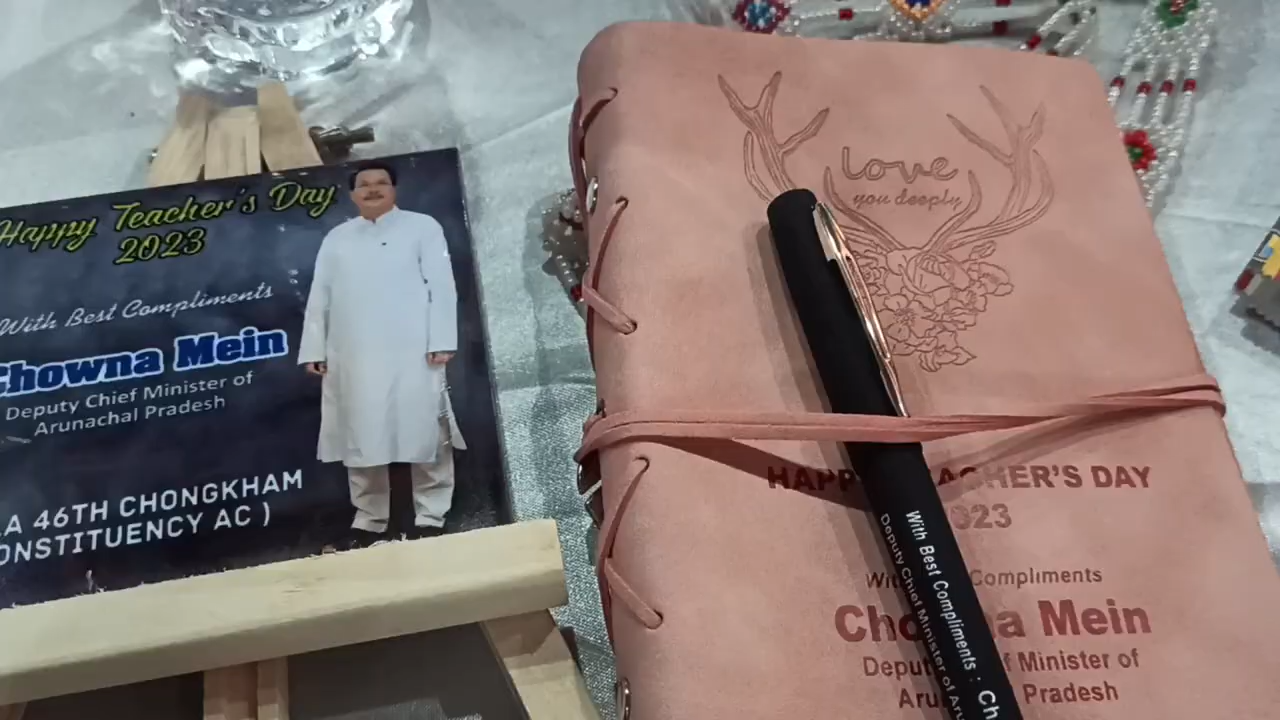 Happy Teacher's Day
2023
With Best Compliments
Chowna Mein
Deputy Chief Minister of
Arunachal Pradesh
A 46TH CHONGKHAM
ONSTITUENCY AC )
love
you deeply
HAPP ACHER'S DAY
023
Wit Compliments
Cho na Mein
Deput f Minister of
Aru Pradesh
With Best Compliments : Ch
Deputy Chief Minister of Aru